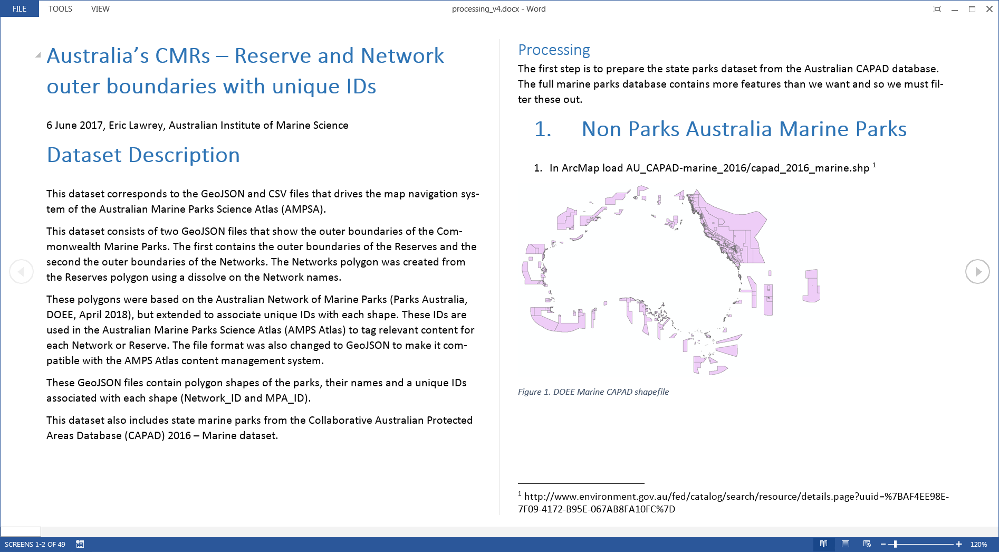 FILE TOOLS VIEW processing_v4.docx - Word
Australia’s CMRs – Reserve and Network
outer boundaries with unique IDs
6 June 2017, Eric Lawrey, Australian Institute of Marine Science
Dataset Description
This dataset corresponds to the GeoJSON and CSV files that drives the map navigation sys-
tem of the Australian Marine Parks Science Atlas (AMPSA).
This dataset consists of two GeoJSON files that show the outer boundaries of the Com-
monwealth Marine Parks. The first contains the outer boundaries of the Reserves and the
second the outer boundaries of the Networks. The Networks polygon was created from
the Reserves polygon using a dissolve on the Network names.
These polygons were based on the Australian Network of Marine Parks (Parks Australia,
DOEE, April 2018), but extended to associate unique IDs with each shape. These IDs are
used in the Australian Marine Parks Science Atlas (AMPS Atlas) to tag relevant content for
each Network or Reserve. The file format was also changed to GeoJSON to make it com-
patible with the AMPS Atlas content management system.
These GeoJSON files contain polygon shapes of the parks, their names and a unique IDs
associated with each shape (Network_ID and MPA_ID).
This dataset also includes state marine parks from the Collaborative Australian Protected
Areas Database (CAPAD) 2016 – Marine dataset.
Processing
The first step is to prepare the state parks dataset from the Australian CAPAD database.
The full marine parks database contains more features than we want and so we must fil-
ter these out.
1. Non Parks Australia Marine Parks
1. In ArcMap load AU_CAPAD-marine_2016/capad_2016_marine.shp 1
Figure 1. DOEE Marine CAPAD shapefile
1 http://www.environment.gov.au/fed/catalog/search/resource/details.page?uuid=%7BAF4EE98E-
7F09-4172-B95E-067AB8FA10FC%7D
SCREENS 1-2 OF 49 120%